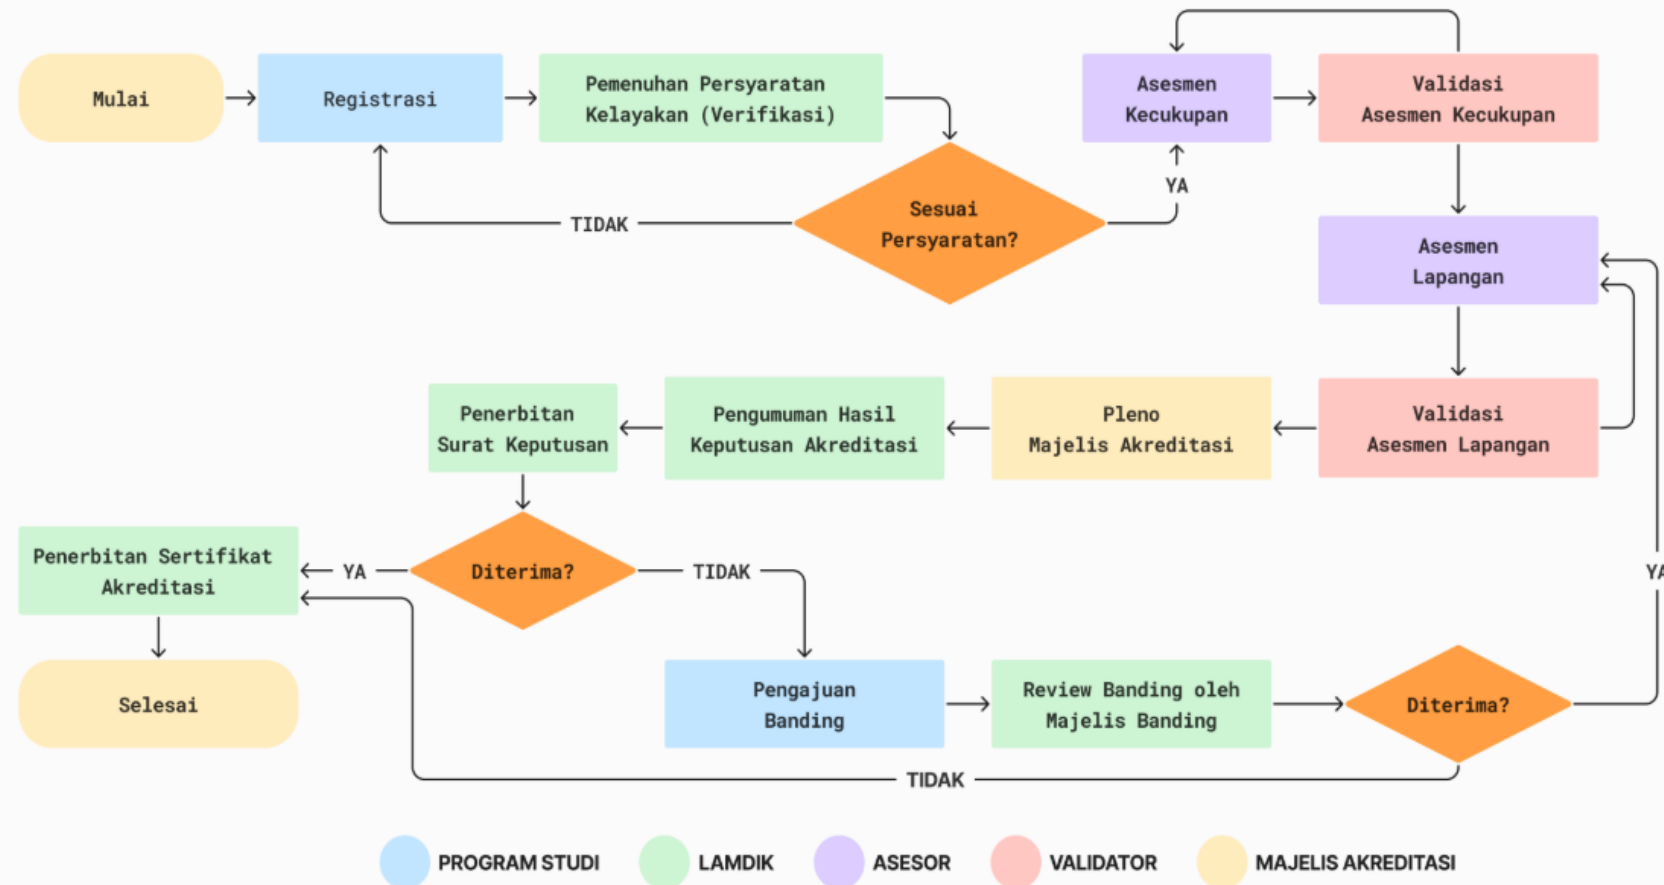 Mulai
Registrasi
Pemenuhan Persyaratan
Kelayakan (Verifikasi)
Asesmen
Kecukupan
Validasi
Asesmen Kecukupan
YA
TIDAK
Sesuai
Persyaratan?
Asesmen
Lapangan
Penerbitan
Surat Keputusan
Pengumuman Hasil
Keputusan Akreditasi
Pleno
Majelis Akreditasi
Validasi
Asesmen Lapangan
Penerbitan Sertifikat
Akreditasi
YA
Diterima?
TIDAK
YA
Selesai
Pengajuan
Banding
Review Banding oleh
Majelis Banding
Diterima?
TIDAK
PROGRAM STUDI
LAMDIK
ASESOR
VALIDATOR
MAJELIS AKREDITASI